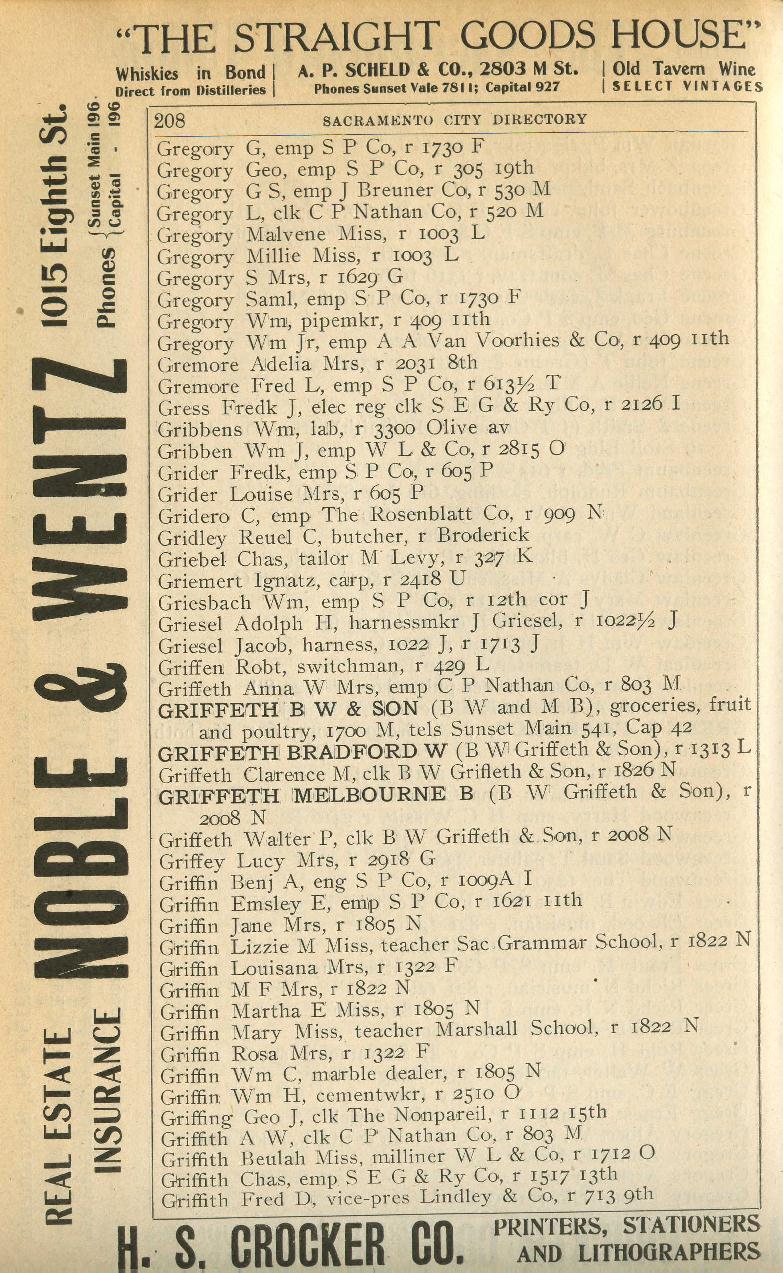 "THE STRAIGHT GOODS HOUSE"
Whiskies in Bond | A. P. SCHELD & CO., 2803 M St. | Old Tavern Wine
Direct from Distilleries | Phones Sunset Vale 7811; Capital 927 | SELECT VINTAGES
208 SACRAMENTO CITY DIRECTORY
Gregory G, emp S P Co, r 1730 F
Gregory Geo, emp S P Co, r 305 19th
Gregory G S, emp J Breuner Co, r 530 M
Gregory L, clk C P Nathan Co, r 520 M
Gregory Malvene Miss, r 1003 L
Gregory Millie Miss, r 1003 L
Gregory S Mrs, r 1629 G
Gregory Saml, emp S P Co, r 1730 F
Gregory Wm, pipemkr, r 409 11th
Gregory Wm Jr, emp A A Van Voorhies & Co, r 409 11th
Gremore Adelia Mrs, r 2031 8th
Gremore Fred L, emp S P Co, r 613½ T
Gress Fredk J, elec reg clk S E G & Ry Co, r 2126 I
Gribbens Wm, lab, r 3300 Olive av
Gribben Wm J, emp W L & Co, r 2815 O
Grider Fredk, emp S P Co, r 605 P
Grider Louise Mrs, r 605 P
Gridero C, emp The Rosenblatt Co, r 909 N
Gridley Reuel C, butcher, r Broderick
Griebel Chas, tailor M Levy, r 327 K
Griemert Ignatz, carp, r 2418 U
Griesbach Wm, emp S P Co, r 12th cor J
Griesel Adolph H, harnessmkr J Griesel, r 1022½ J
Griesel Jacob, harness, 1022 J, r 1713 J
Griffen Robt, switchman, r 429 L
Griffeth Anna W Mrs, emp C P Nathan Co, r 803 M
GRIFFETH B W & SON (B W and M B), groceries, fruit
and poultry, 1700 M, tels Sunset Main 541, Cap 42
GRIFFETH BRADFORD W (B W Griffeth & Son), r 1313 L
Griffeth Clarence M, clk B W Griffeth & Son, r 1826 N
GRIFFETH MELBOURNE B (B W Griffeth & Son), r
2008 N
Griffeth Walter P, clk B W Griffeth & Son, r 2008 N
Griffey Lucy Mrs, r 2918 G
Griffin Benj A, eng S P Co, r 1009A I
Griffin Emsley E, emp S P Co, r 1621 11th
Griffin Jane Mrs, r 1805 N
Griffin Lizzie M Miss, teacher Sac Grammar School, r 1822 N
Griffin Louisana Mrs, r 1322 F
Griffin M F Mrs, r 1822 N
Griffin Martha E Miss, r 1805 N
Griffin Mary Miss, teacher Marshall School, r 1822 N
Griffin Rosa Mrs, r 1322 F
Griffin Wm C, marble dealer, r 1805 N
Griffin Wm H, cementwkr, r 2510 O
Griffing Geo J, clk The Nonpareil, r 1112 15th
Griffith A W, clk C P Nathan Co, r 803 M
Griffith Beulah Miss, milliner W L & Co, r 1712 O
Griffith Chas, emp S E G & Ry Co, r 1517 13th
Griffith Fred D, vice-pres Lindley & Co, r 713 9th
REAL ESTATE
INSURANCE
NOBLE & WENTZ
1015 Eighth St.
Phones { Sunset Main 196
Capital - 196
H. S. CROCKER CO. PRINTERS, STATIONERS
AND LITHOGRAPHERS